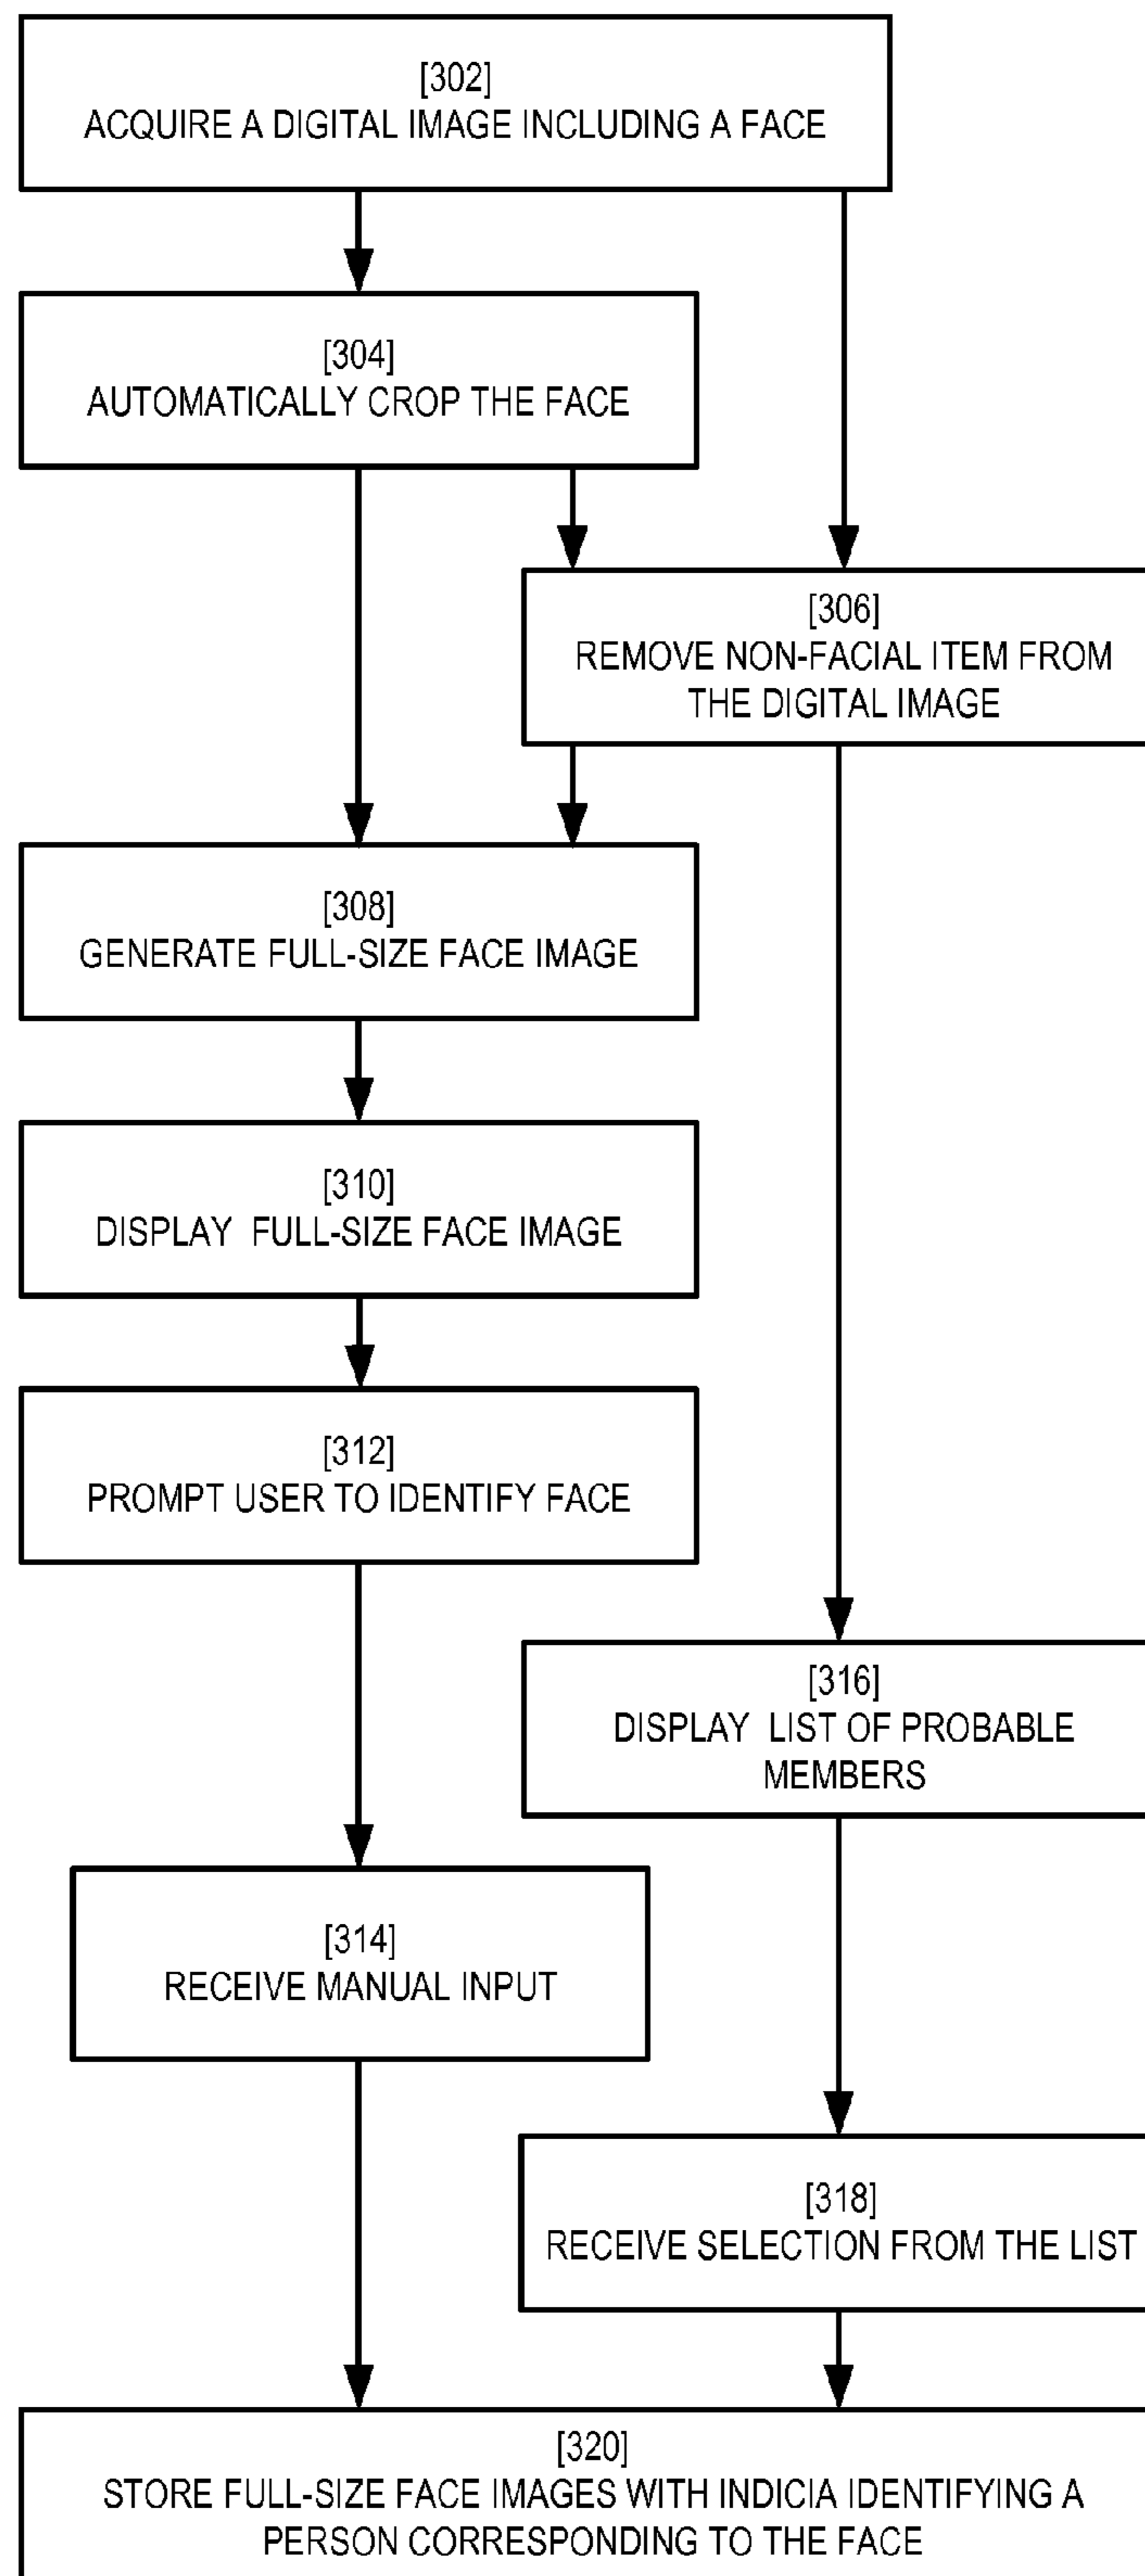 [302]
ACQUIRE A DIGITAL IMAGE INCLUDING A FACE
[304]
AUTOMATICALLY CROP THE FACE
[306]
REMOVE NON-FACIAL ITEM FROM
THE DIGITAL IMAGE
[308]
GENERATE FULL-SIZE FACE IMAGE
[310]
DISPLAY FULL-SIZE FACE IMAGE
[312]
PROMPT USER TO IDENTIFY FACE
[316]
DISPLAY LIST OF PROBABLE
MEMBERS
[314]
RECEIVE MANUAL INPUT
[318]
RECEIVE SELECTION FROM THE LIST
[320]
STORE FULL-SIZE FACE IMAGES WITH INDICIA IDENTIFYING A
PERSON CORRESPONDING TO THE FACE